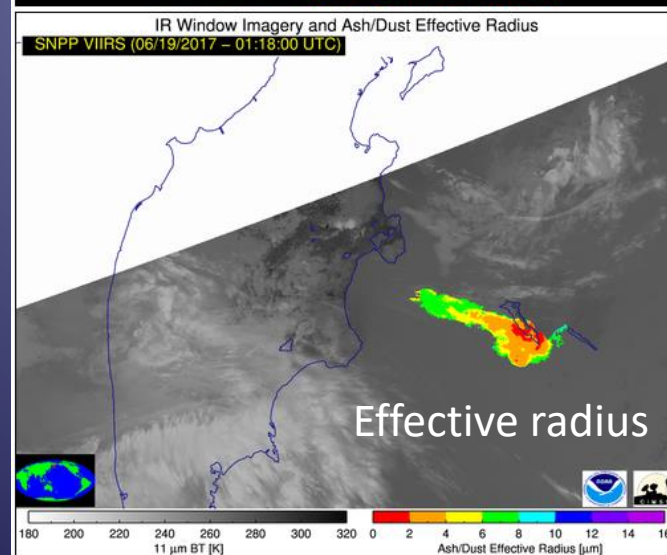 IR Window Imagery and Ash/Dust Effective Radius
SNPP VIIRS (06/19/2017 – 01:18:00 UTC)
Effective radius
180 200 220 240 260 280 300 320
11 µm BT [K]
0 2 4 6 8 10 12 14 16
Ash/Dust Effective Radius [µm]